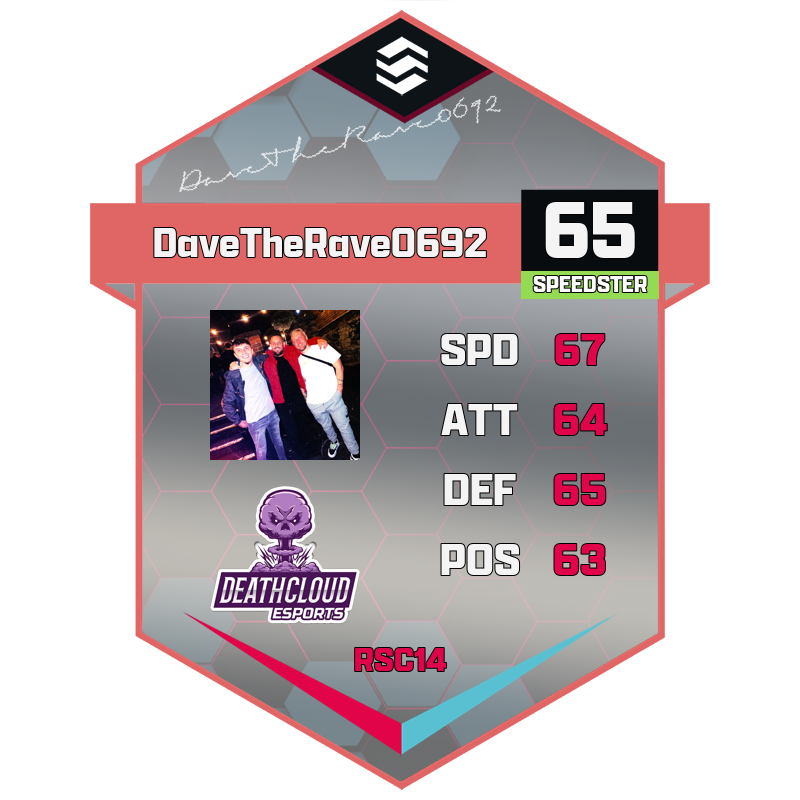 DaveTheRave0692
DaveTheRave0692
65
SPEEDSTER
SPD 67
ATT 64
DEF 65
POS 63
DEATHCLOUD
ESPORTS
RSC14